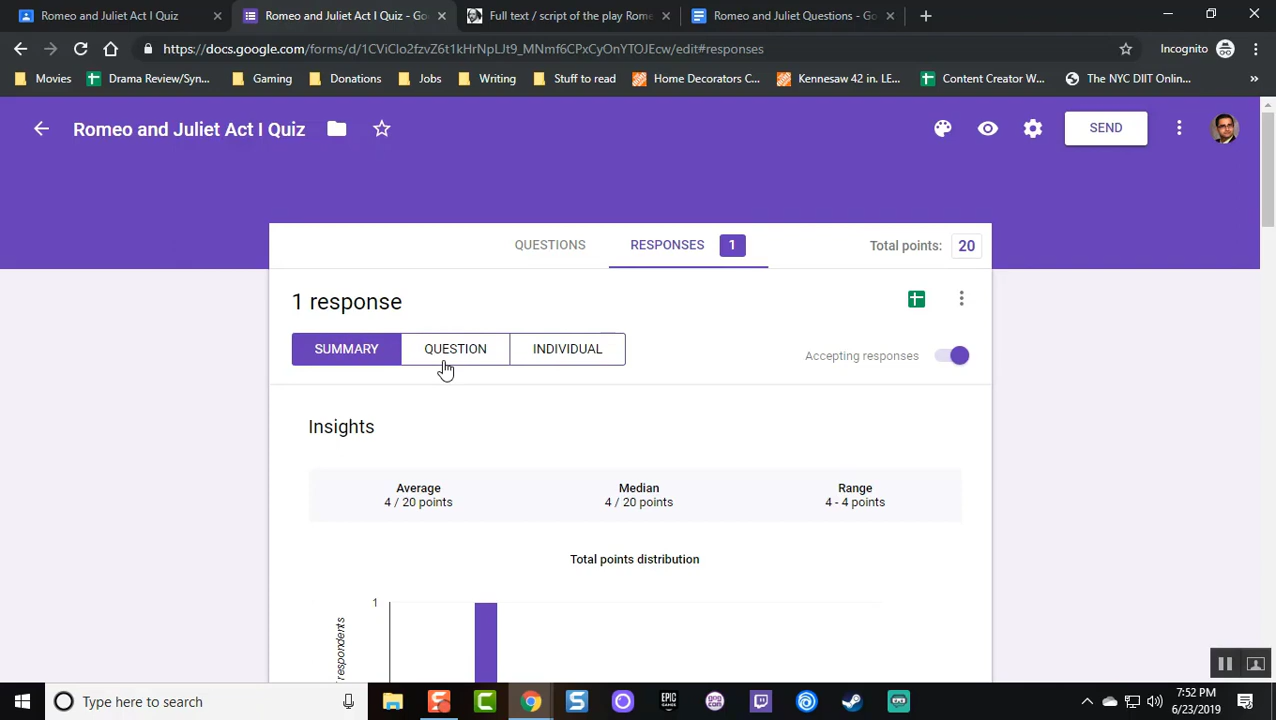 Romeo and Juliet Act I Quiz
Romeo and Juliet Act I Quiz - Go
Full text / script of the play Rome
Romeo and Juliet Questions - Go
https://docs.google.com/forms/d/1CViClo2fzvZ6t1kHrNpLJt9_MNmf6CPxCyOnYTOJEcw/edit#responses
Incognito
Movies
Drama Review/Syn...
Gaming
Donations
Jobs
Writing
Stuff to read
Home Decorators C...
Kennesaw 42 in. LE...
Content Creator W...
The NYC DIIT Online...
Romeo and Juliet Act I Quiz
SEND
QUESTIONS
RESPONSES 1
Total points: 20
1 response
SUMMARY
QUESTION
INDIVIDUAL
Accepting responses
Insights
Average
4 / 20 points
Median
4 / 20 points
Range
4 - 4 points
Total points distribution
1
respondents
Type here to search
EPIC GAMES
7:52 PM
6/23/2019